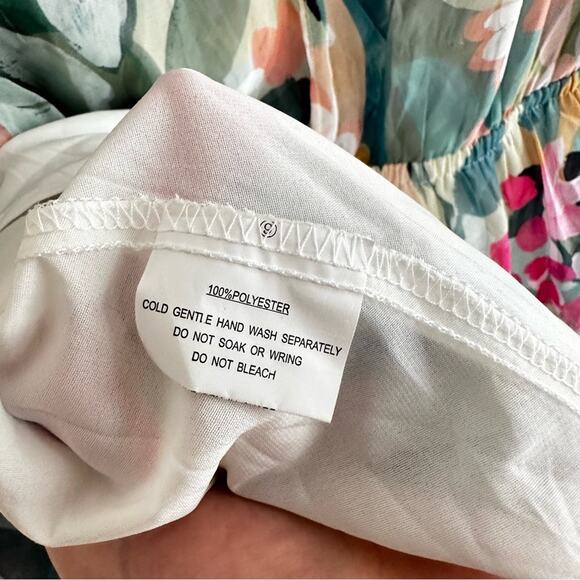 100%POLYESTER
COLD GENTLE HAND WASH SEPARATELY
DO NOT SOAK OR WRING
DO NOT BLEACH